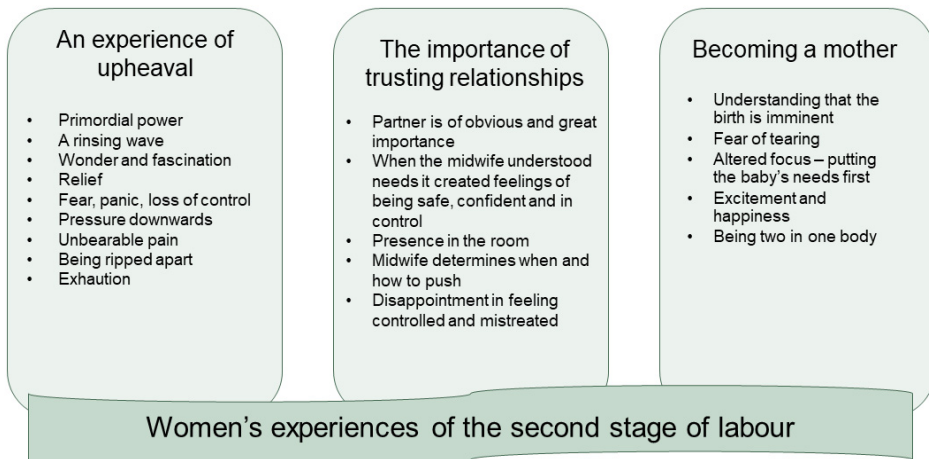 An experience of
upheaval
• Primordial power
• A rinsing wave
• Wonder and fascination
• Relief
• Fear, panic, loss of control
• Pressure downwards
• Unbearable pain
• Being ripped apart
• Exhaution
The importance of
trusting relationships
• Partner is of obvious and great
importance
• When the midwife understood
needs it created feelings of
being safe, confident and in
control
• Presence in the room
• Midwife determines when and
how to push
• Disappointment in feeling
controlled and mistreated
Becoming a mother
• Understanding that the
birth is imminent
• Fear of tearing
• Altered focus – putting
the baby's needs first
• Excitement and
happiness
• Being two in one body
Women's experiences of the second stage of labour